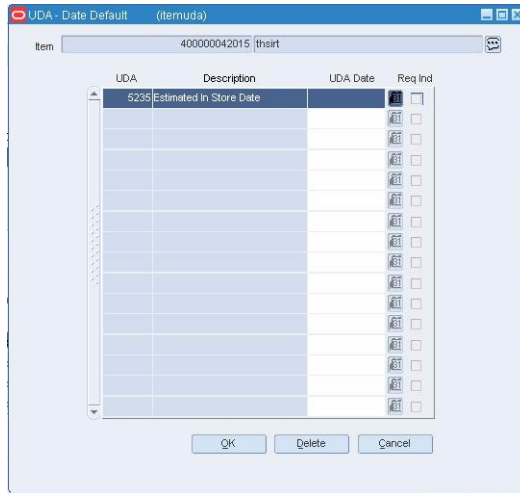 UDA - Date Default (itemuda)
Item 400000042015 thsirt
UDA Description UDA Date Req Ind
5235 Estimated In Store Date
OK Delete Cancel